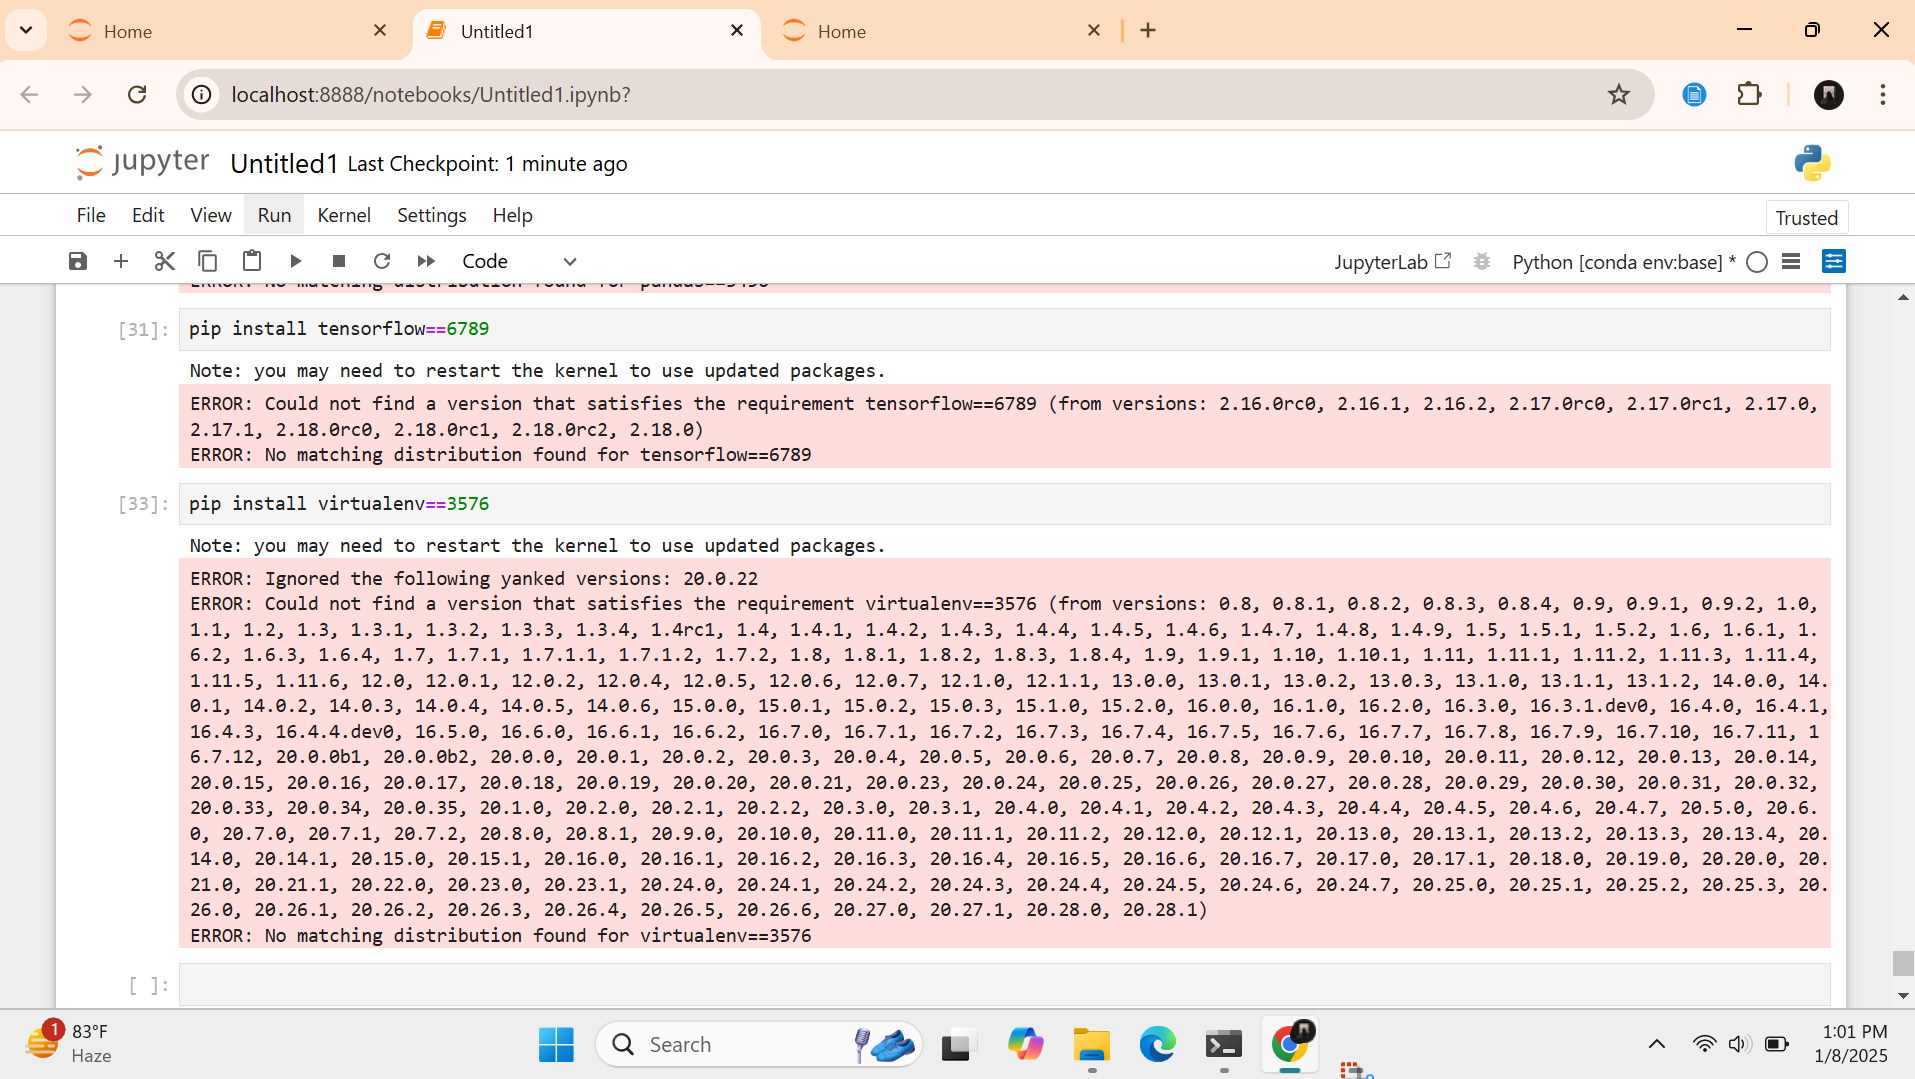 Home
Untitled1
Home
localhost:8888/notebooks/Untitled1.ipynb?
jupyter Untitled1 Last Checkpoint: 1 minute ago
File Edit View Run Kernel Settings Help
Trusted
Code
JupyterLab
Python [conda env:base] *
ERROR: No matching distribution found for pandas==3456
[31]: pip install tensorflow==6789
Note: you may need to restart the kernel to use updated packages.
ERROR: Could not find a version that satisfies the requirement tensorflow==6789 (from versions: 2.16.0rc0, 2.16.1, 2.16.2, 2.17.0rc0, 2.17.0rc1, 2.17.0,
2.17.1, 2.18.0rc0, 2.18.0rc1, 2.18.0rc2, 2.18.0)
ERROR: No matching distribution found for tensorflow==6789
[33]: pip install virtualenv==3576
Note: you may need to restart the kernel to use updated packages.
ERROR: Ignored the following yanked versions: 20.0.22
ERROR: Could not find a version that satisfies the requirement virtualenv==3576 (from versions: 0.8, 0.8.1, 0.8.2, 0.8.3, 0.8.4, 0.9, 0.9.1, 0.9.2, 1.0,
1.1, 1.2, 1.3, 1.3.1, 1.3.2, 1.3.3, 1.3.4, 1.4rc1, 1.4, 1.4.1, 1.4.2, 1.4.3, 1.4.4, 1.4.5, 1.4.6, 1.4.7, 1.4.8, 1.4.9, 1.5, 1.5.1, 1.5.2, 1.6, 1.6.1, 1.
6.2, 1.6.3, 1.6.4, 1.7, 1.7.1, 1.7.1.1, 1.7.1.2, 1.7.2, 1.8, 1.8.1, 1.8.2, 1.8.3, 1.8.4, 1.9, 1.9.1, 1.10, 1.10.1, 1.11, 1.11.1, 1.11.2, 1.11.3, 1.11.4,
1.11.5, 1.11.6, 12.0, 12.0.1, 12.0.2, 12.0.4, 12.0.5, 12.0.6, 12.0.7, 12.1.0, 12.1.1, 13.0.0, 13.0.1, 13.0.2, 13.0.3, 13.1.0, 13.1.1, 13.1.2, 14.0.0, 14.
0.1, 14.0.2, 14.0.3, 14.0.4, 14.0.5, 14.0.6, 15.0.0, 15.0.1, 15.0.2, 15.0.3, 15.1.0, 15.2.0, 16.0.0, 16.1.0, 16.2.0, 16.3.0, 16.3.1.dev0, 16.4.0, 16.4.1,
16.4.3, 16.4.4.dev0, 16.5.0, 16.6.0, 16.6.1, 16.6.2, 16.7.0, 16.7.1, 16.7.2, 16.7.3, 16.7.4, 16.7.5, 16.7.6, 16.7.7, 16.7.8, 16.7.9, 16.7.10, 16.7.11, 1
6.7.12, 20.0.0b1, 20.0.0b2, 20.0.0, 20.0.1, 20.0.2, 20.0.3, 20.0.4, 20.0.5, 20.0.6, 20.0.7, 20.0.8, 20.0.9, 20.0.10, 20.0.11, 20.0.12, 20.0.13, 20.0.14,
20.0.15, 20.0.16, 20.0.17, 20.0.18, 20.0.19, 20.0.20, 20.0.21, 20.0.23, 20.0.24, 20.0.25, 20.0.26, 20.0.27, 20.0.28, 20.0.29, 20.0.30, 20.0.31, 20.0.32,
20.0.33, 20.0.34, 20.0.35, 20.1.0, 20.2.0, 20.2.1, 20.2.2, 20.3.0, 20.3.1, 20.4.0, 20.4.1, 20.4.2, 20.4.3, 20.4.4, 20.4.5, 20.4.6, 20.4.7, 20.5.0, 20.6.
0, 20.7.0, 20.7.1, 20.7.2, 20.8.0, 20.8.1, 20.9.0, 20.10.0, 20.11.0, 20.11.1, 20.11.2, 20.12.0, 20.12.1, 20.13.0, 20.13.1, 20.13.2, 20.13.3, 20.13.4, 20.
14.0, 20.14.1, 20.15.0, 20.15.1, 20.16.0, 20.16.1, 20.16.2, 20.16.3, 20.16.4, 20.16.5, 20.16.6, 20.16.7, 20.17.0, 20.17.1, 20.18.0, 20.19.0, 20.20.0, 20.
21.0, 20.21.1, 20.22.0, 20.23.0, 20.23.1, 20.24.0, 20.24.1, 20.24.2, 20.24.3, 20.24.4, 20.24.5, 20.24.6, 20.24.7, 20.25.0, 20.25.1, 20.25.2, 20.25.3, 20.
26.0, 20.26.1, 20.26.2, 20.26.3, 20.26.4, 20.26.5, 20.26.6, 20.27.0, 20.27.1, 20.28.0, 20.28.1)
ERROR: No matching distribution found for virtualenv==3576
[ ]:
1
83°F
Haze
Search
1:01 PM
1/8/2025